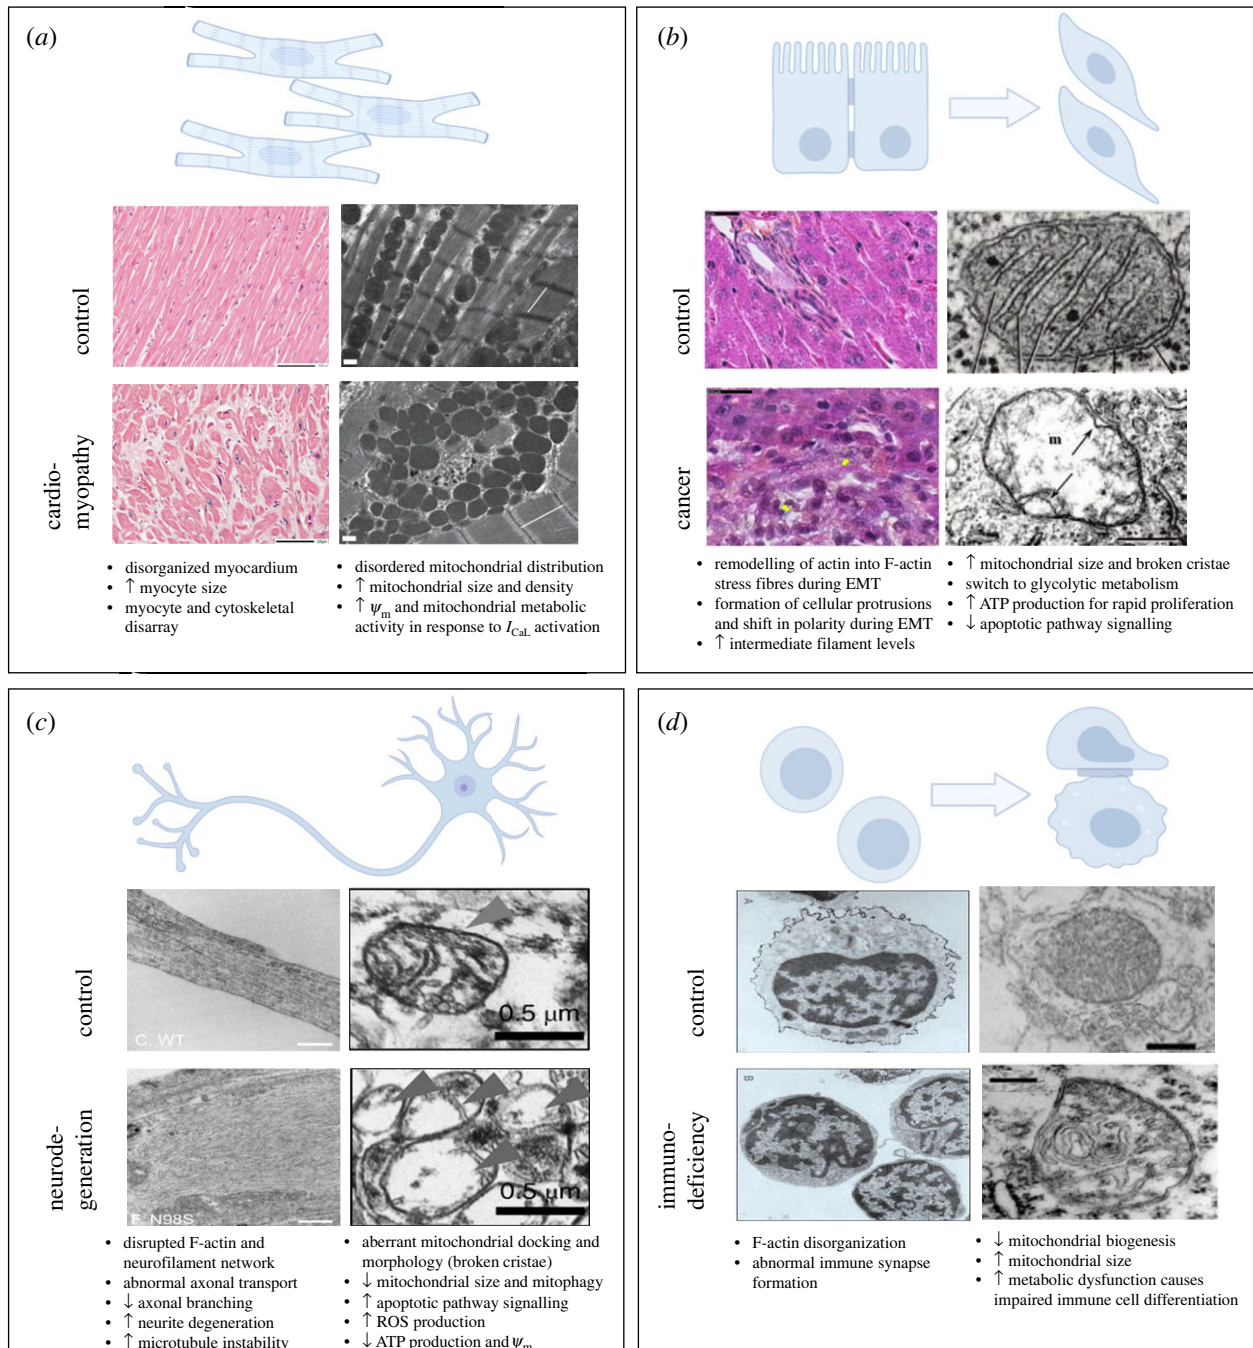 (a)
control
cardio-
myopathy
• disorganized myocardium
• ↑ myocyte size
• myocyte and cytoskeletal
disarray
• disordered mitochondrial distribution
• ↑ mitochondrial size and density
• ↑ ψm and mitochondrial metabolic
activity in response to ICaL activation
(b)
control
cancer
m
• remodelling of actin into F-actin
stress fibres during EMT
• formation of cellular protrusions
and shift in polarity during EMT
• ↑ intermediate filament levels
• ↑ mitochondrial size and broken cristae
• switch to glycolytic metabolism
• ↑ ATP production for rapid proliferation
• ↓ apoptotic pathway signalling
(c)
control
C. WT
0.5 μm
neurode-
generation
F. N98S
0.5 μm
• disrupted F-actin and
neurofilament network
• abnormal axonal transport
• ↓ axonal branching
• ↑ neurite degeneration
• ↑ microtubule instability
• aberrant mitochondrial docking and
morphology (broken cristae)
• ↓ mitochondrial size and mitophagy
• ↑ apoptotic pathway signalling
• ↑ ROS production
• ↓ ATP production and ψm
(d)
control
A
immuno-
deficiency
B
• F-actin disorganization
• abnormal immune synapse
formation
• ↓ mitochondrial biogenesis
• ↑ mitochondrial size
• ↑ metabolic dysfunction causes
impaired immune cell differentiation